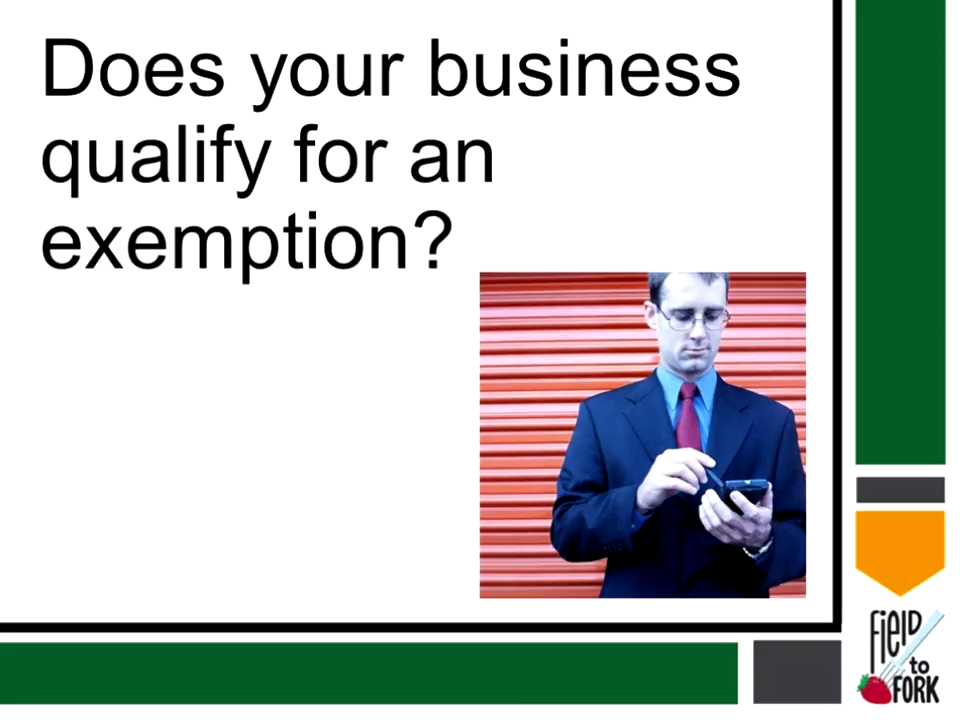 Does your business
qualify for an
exemption?
FiELD
to
FORK